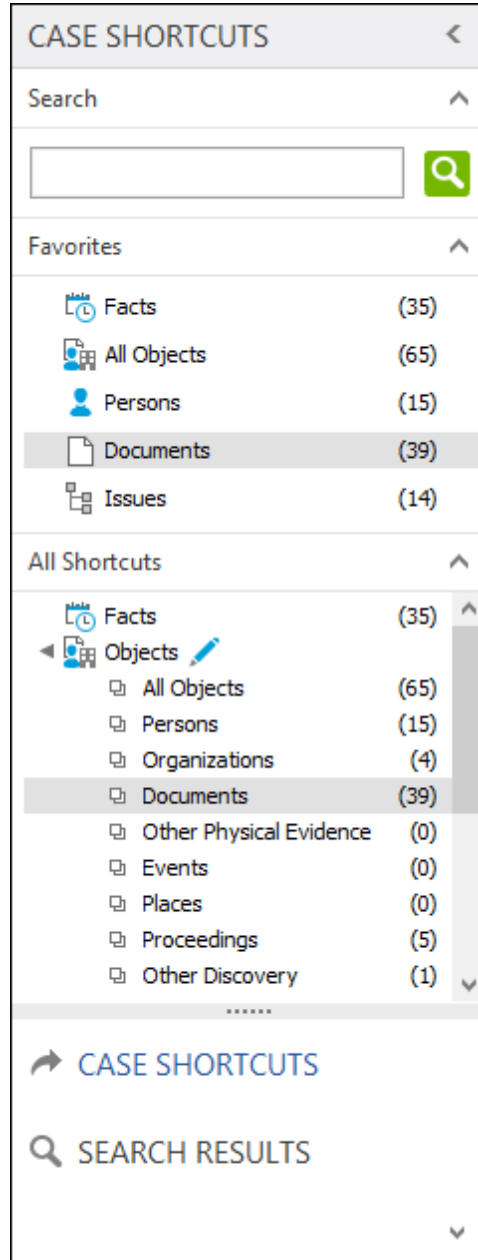 CASE SHORTCUTS
Search
Favorites
Facts (35)
All Objects (65)
Persons (15)
Documents (39)
Issues (14)
All Shortcuts
Facts (35)
Objects
All Objects (65)
Persons (15)
Organizations (4)
Documents (39)
Other Physical Evidence (0)
Events (0)
Places (0)
Proceedings (5)
Other Discovery (1)
CASE SHORTCUTS
SEARCH RESULTS